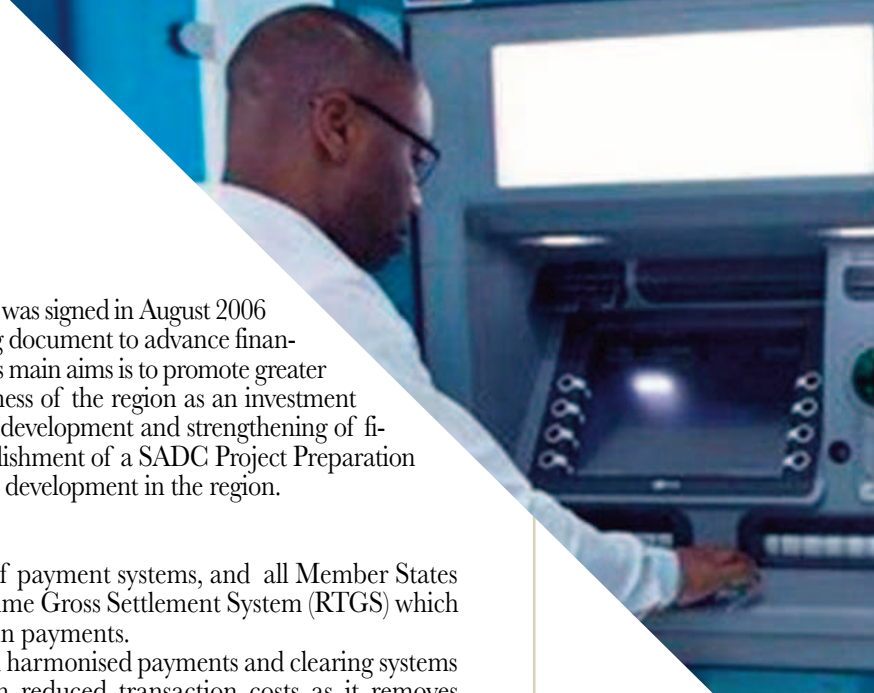 was signed in August 2006
document to advance finan-
main aims is to promote greater
of the region as an investment
development and strengthening of fi-
of a SADC Project Preparation
development in the region.
payment systems, and all Member States
Gross Settlement System (RTGS) which
payments.
harmonised payments and clearing systems
reduced transaction costs as it removes